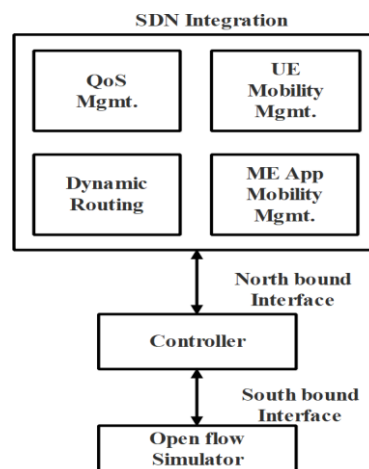 SDN Integration
QoS
Mgmt.
UE
Mobility
Mgmt.
Dynamic
Routing
ME App
Mobility
Mgmt.
North bound
Interface
Controller
South bound
Interface
Open flow
Simulator